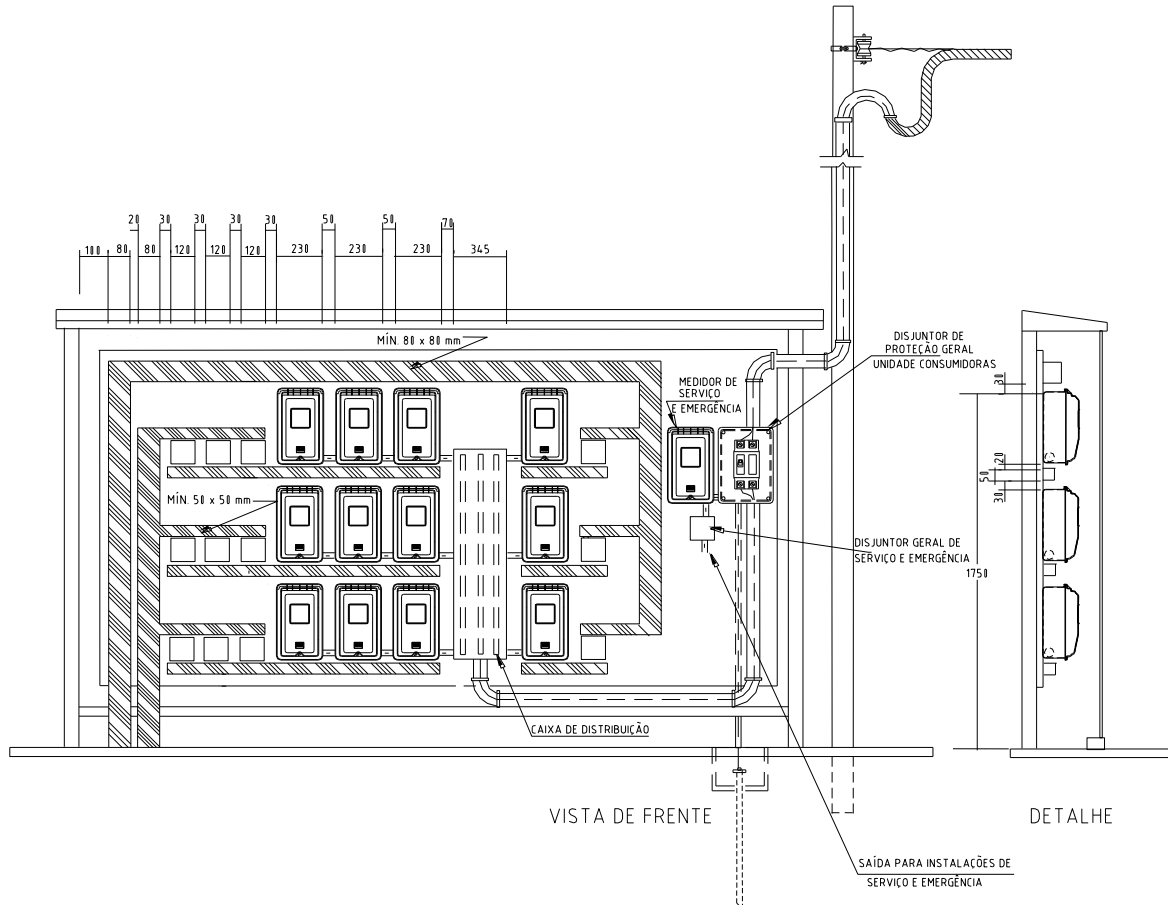 20
30
30
30
30
50
50
70
100
80
80
120
120
120
230
230
230
345
MÍN. 80 x 80 mm
DISJUNTOR DE
PROTEÇÃO GERAL
UNIDADE CONSUMIDORAS
MEDIDOR DE
SERVIÇO
E EMERGÊNCIA
30
MÍN. 50 x 50 mm
20
50
30
DISJUNTOR GERAL DE
SERVIÇO E EMERGÊNCIA
1750
CAIXA DE DISTRIBUIÇÃO
VISTA DE FRENTE
DETALHE
SAÍDA PARA INSTALAÇÕES DE
SERVIÇO E EMERGÊNCIA